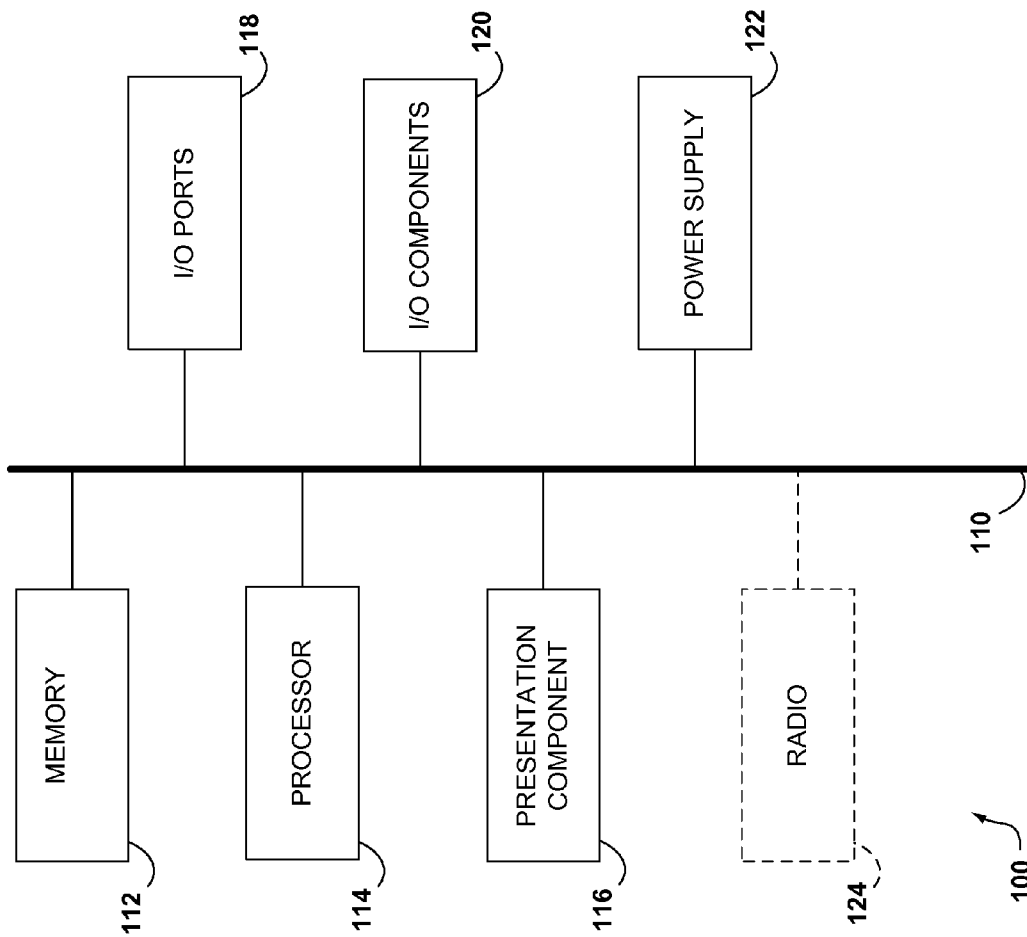 MEMORY
112
PROCESSOR
114
PRESENTATION
COMPONENT
116
RADIO
124
I/O PORTS
118
I/O COMPONENTS
120
POWER SUPPLY
122
110
100